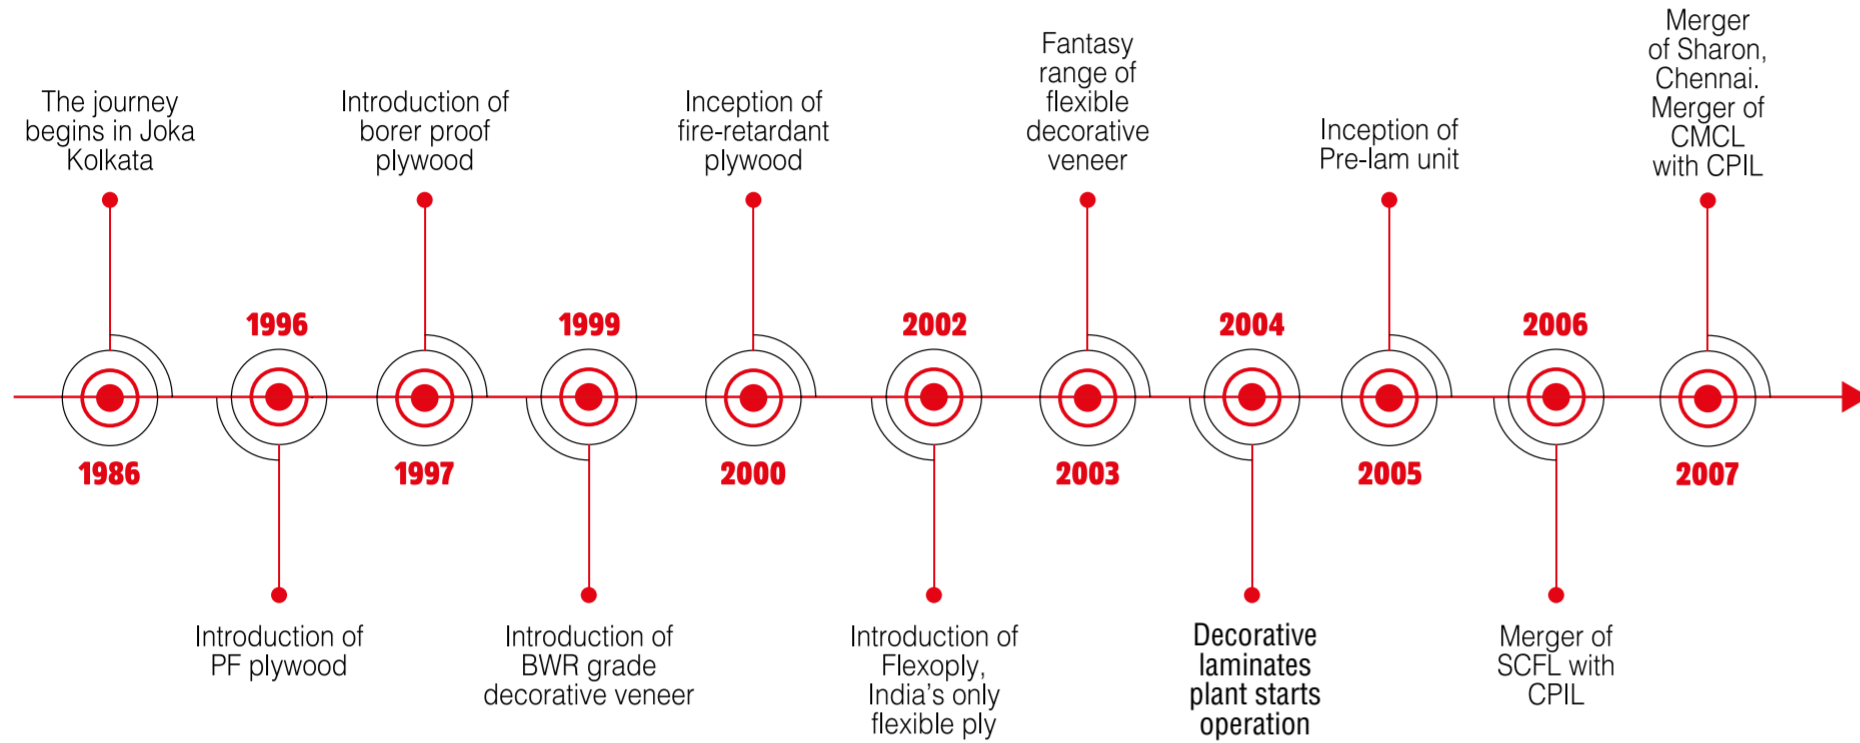 The journey
begins in Joka
Kolkata
1986
1996
Introduction of
PF plywood
Introduction of
borer proof
plywood
1997
1999
Introduction of
BWR grade
decorative veneer
Inception of
fire-retardant
plywood
2000
2002
Introduction of
Flexoply,
India’s only
flexible ply
Fantasy
range of
flexible
decorative
veneer
2003
2004
Decorative
laminates
plant starts
operation
Inception of
Pre-lam unit
2005
2006
Merger of
SCFL with
CPIL
Merger
of Sharon,
Chennai.
Merger of
CMCL
with CPIL
2007